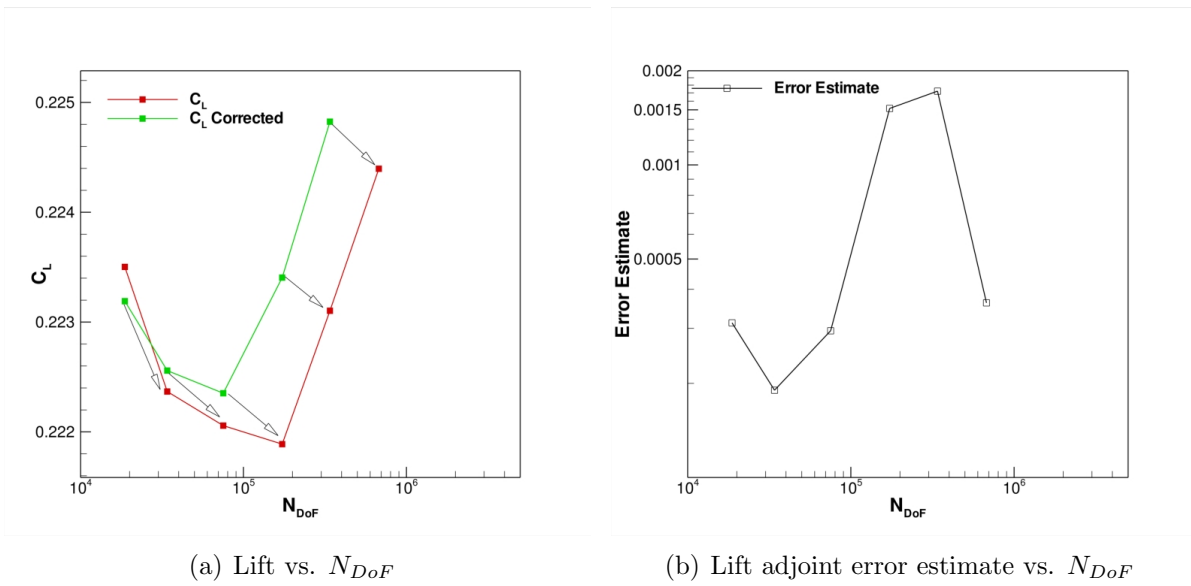 0.225
0.224
0.223
0.222
C_L
C_L
C_L Corrected
10^4
10^5
10^6
N_DoF
(a) Lift vs. N_DoF
0.002
0.0015
0.001
0.0005
Error Estimate
Error Estimate
10^4
10^5
10^6
N_DoF
(b) Lift adjoint error estimate vs. N_DoF